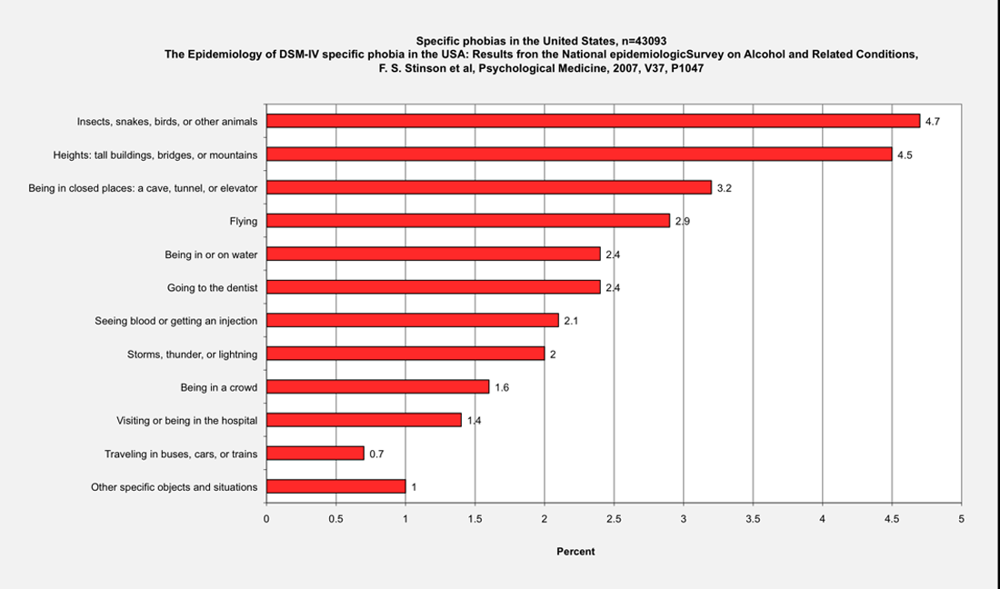 Specific phobias in the United States, n=43093
The Epidemiology of DSM-IV specific phobia in the USA: Results fron the National epidemiologicSurvey on Alcohol and Related Conditions,
F. S. Stinson et al, Psychological Medicine, 2007, V37, P1047
Insects, snakes, birds, or other animals 4.7
Heights: tall buildings, bridges, or mountains 4.5
Being in closed places: a cave, tunnel, or elevator 3.2
Flying 2.9
Being in or on water 2.4
Going to the dentist 2.4
Seeing blood or getting an injection 2.1
Storms, thunder, or lightning 2
Being in a crowd 1.6
Visiting or being in the hospital 1.4
Traveling in buses, cars, or trains 0.7
Other specific objects and situations 1
0 0.5 1 1.5 2 2.5 3 3.5 4 4.5 5
Percent